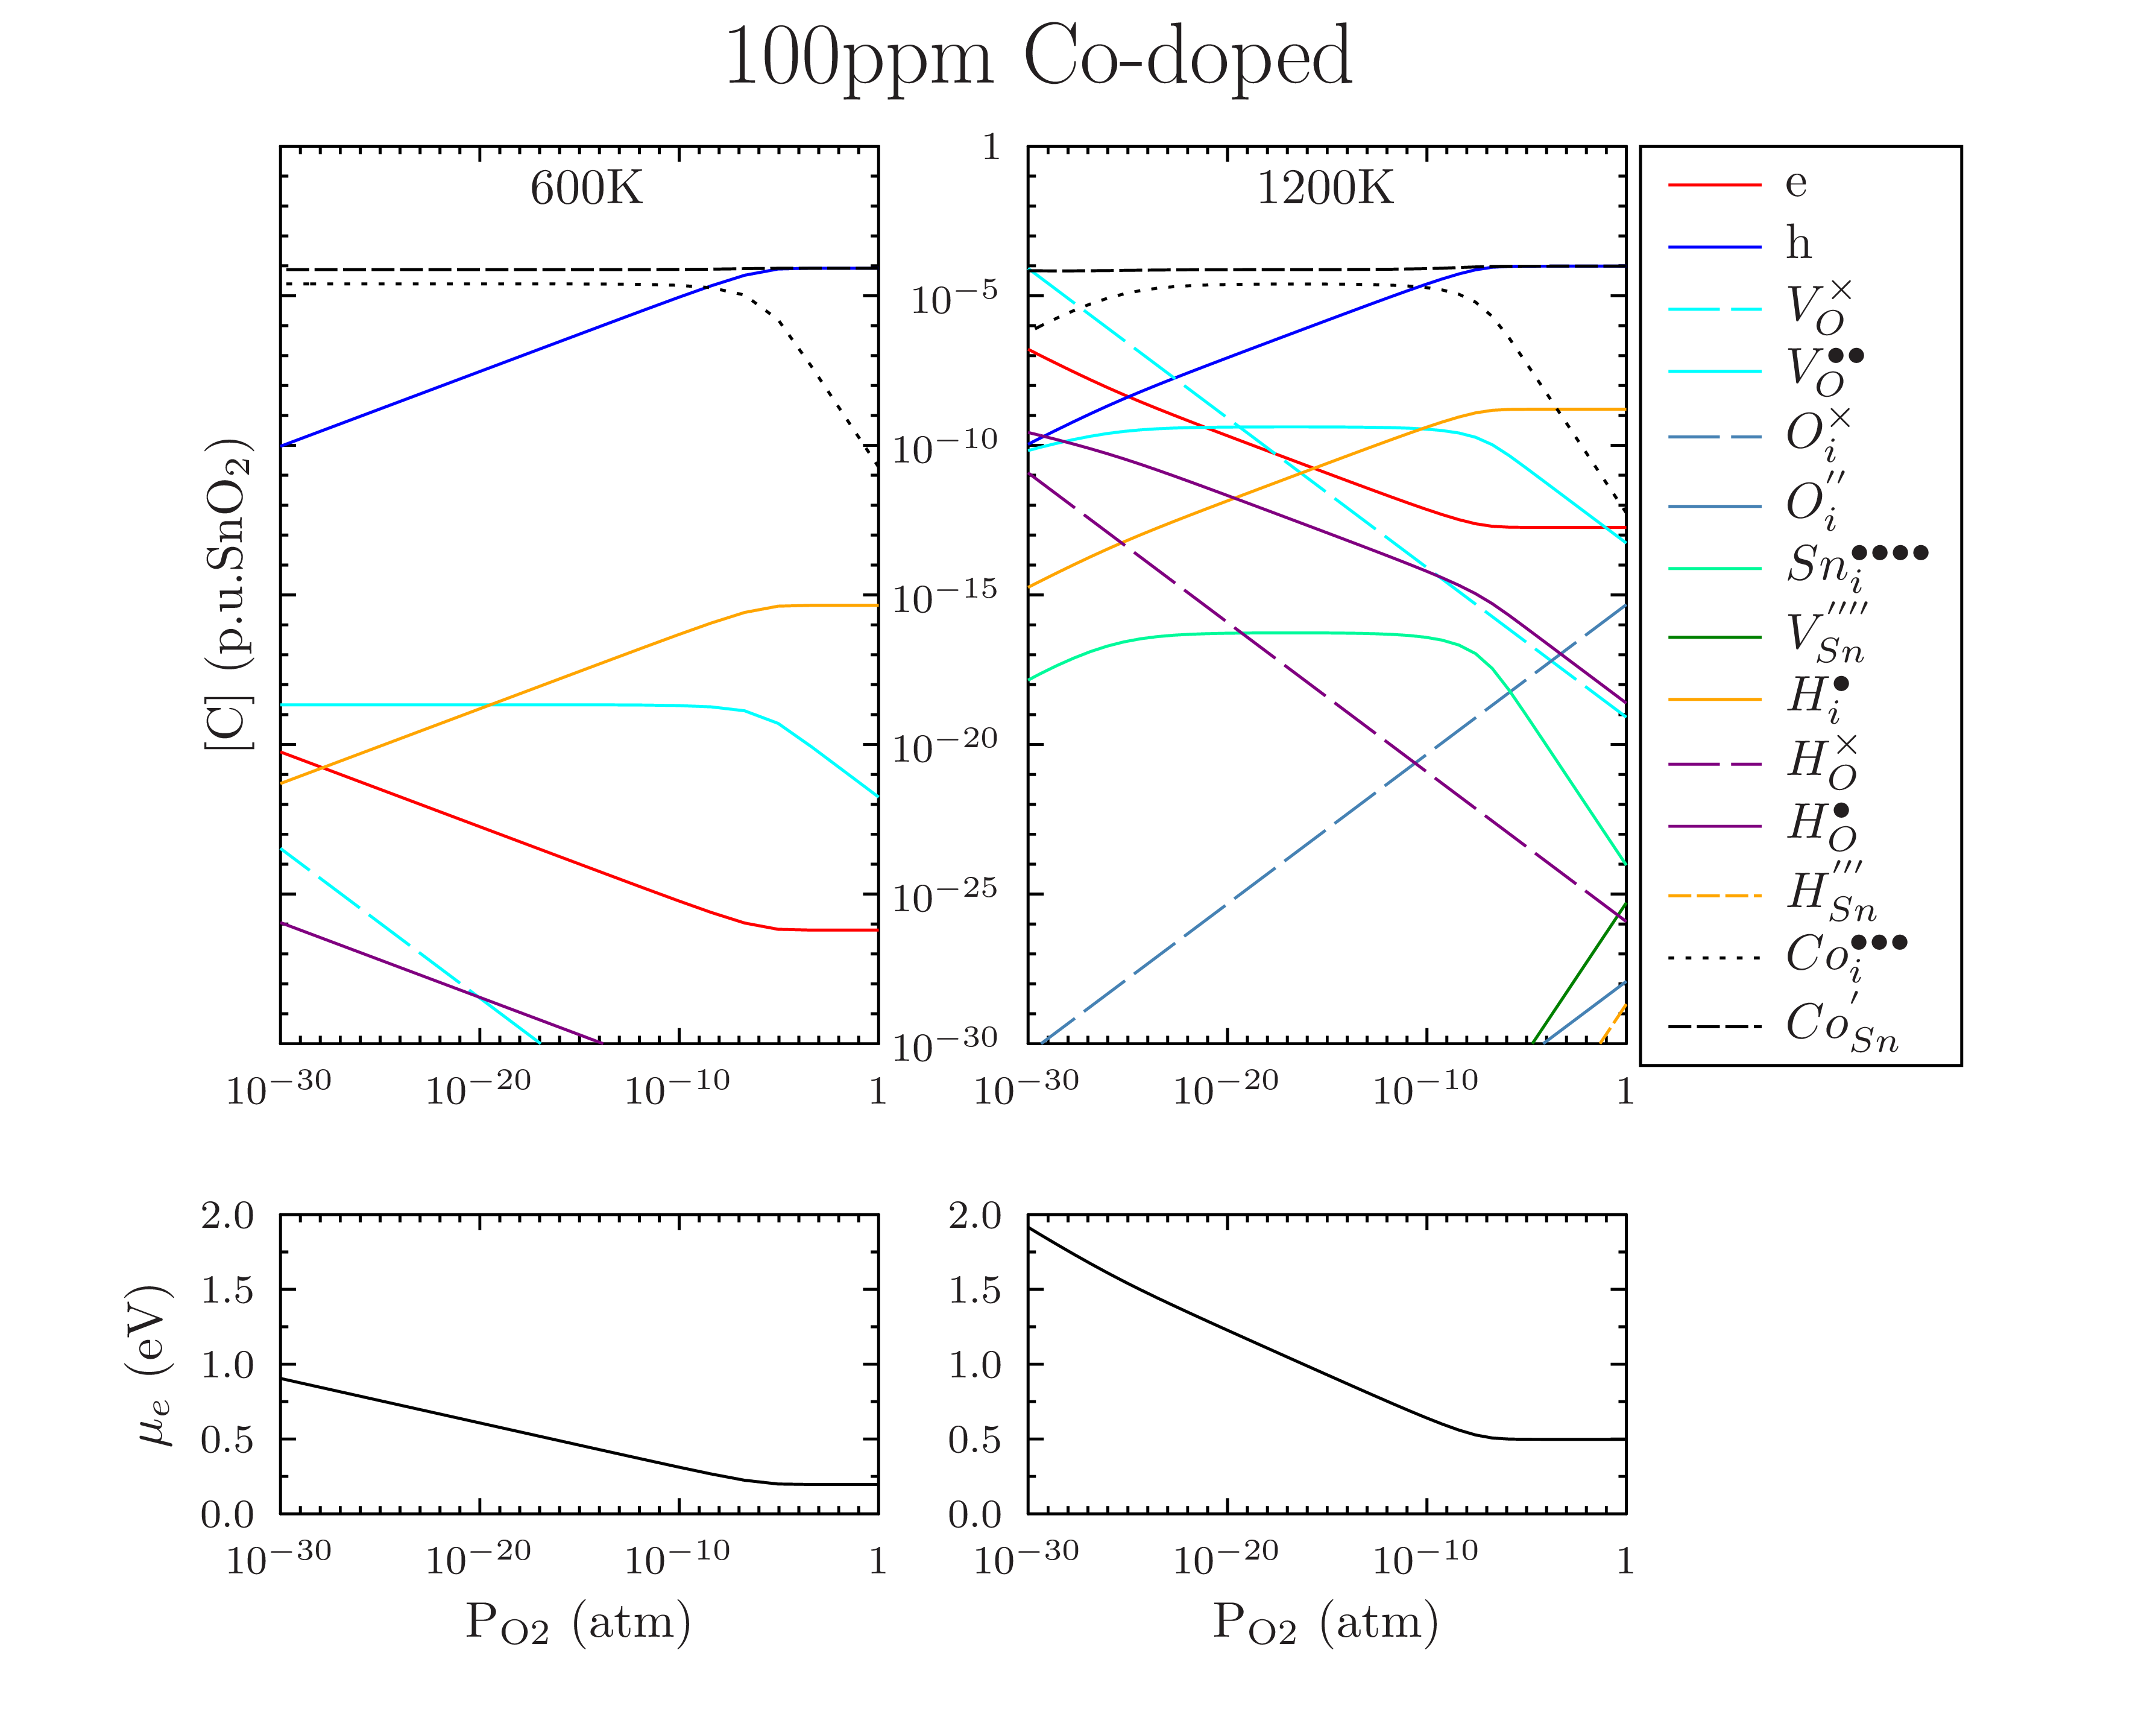 100ppm Co-doped
600K
1200K
[C] (p.u.SnO₂)
1
10⁻⁵
10⁻¹⁰
10⁻¹⁵
10⁻²⁰
10⁻²⁵
10⁻³⁰
10⁻³⁰ 10⁻²⁰ 10⁻¹⁰ 1
10⁻³⁰ 10⁻²⁰ 10⁻¹⁰ 1
e
h
V_O^×
V_O^••
O_i^×
O_i^′′
Sn_i^••••
V_Sn^′′′′
H_i^•
H_O^×
H_O^•
H_Sn^′′′
Co_i^•••
Co_Sn^′
μₑ (eV)
2.0
1.5
1.0
0.5
0.0
10⁻³⁰ 10⁻²⁰ 10⁻¹⁰ 1
P_O2 (atm)
2.0
1.5
1.0
0.5
0.0
10⁻³⁰ 10⁻²⁰ 10⁻¹⁰ 1
P_O2 (atm)